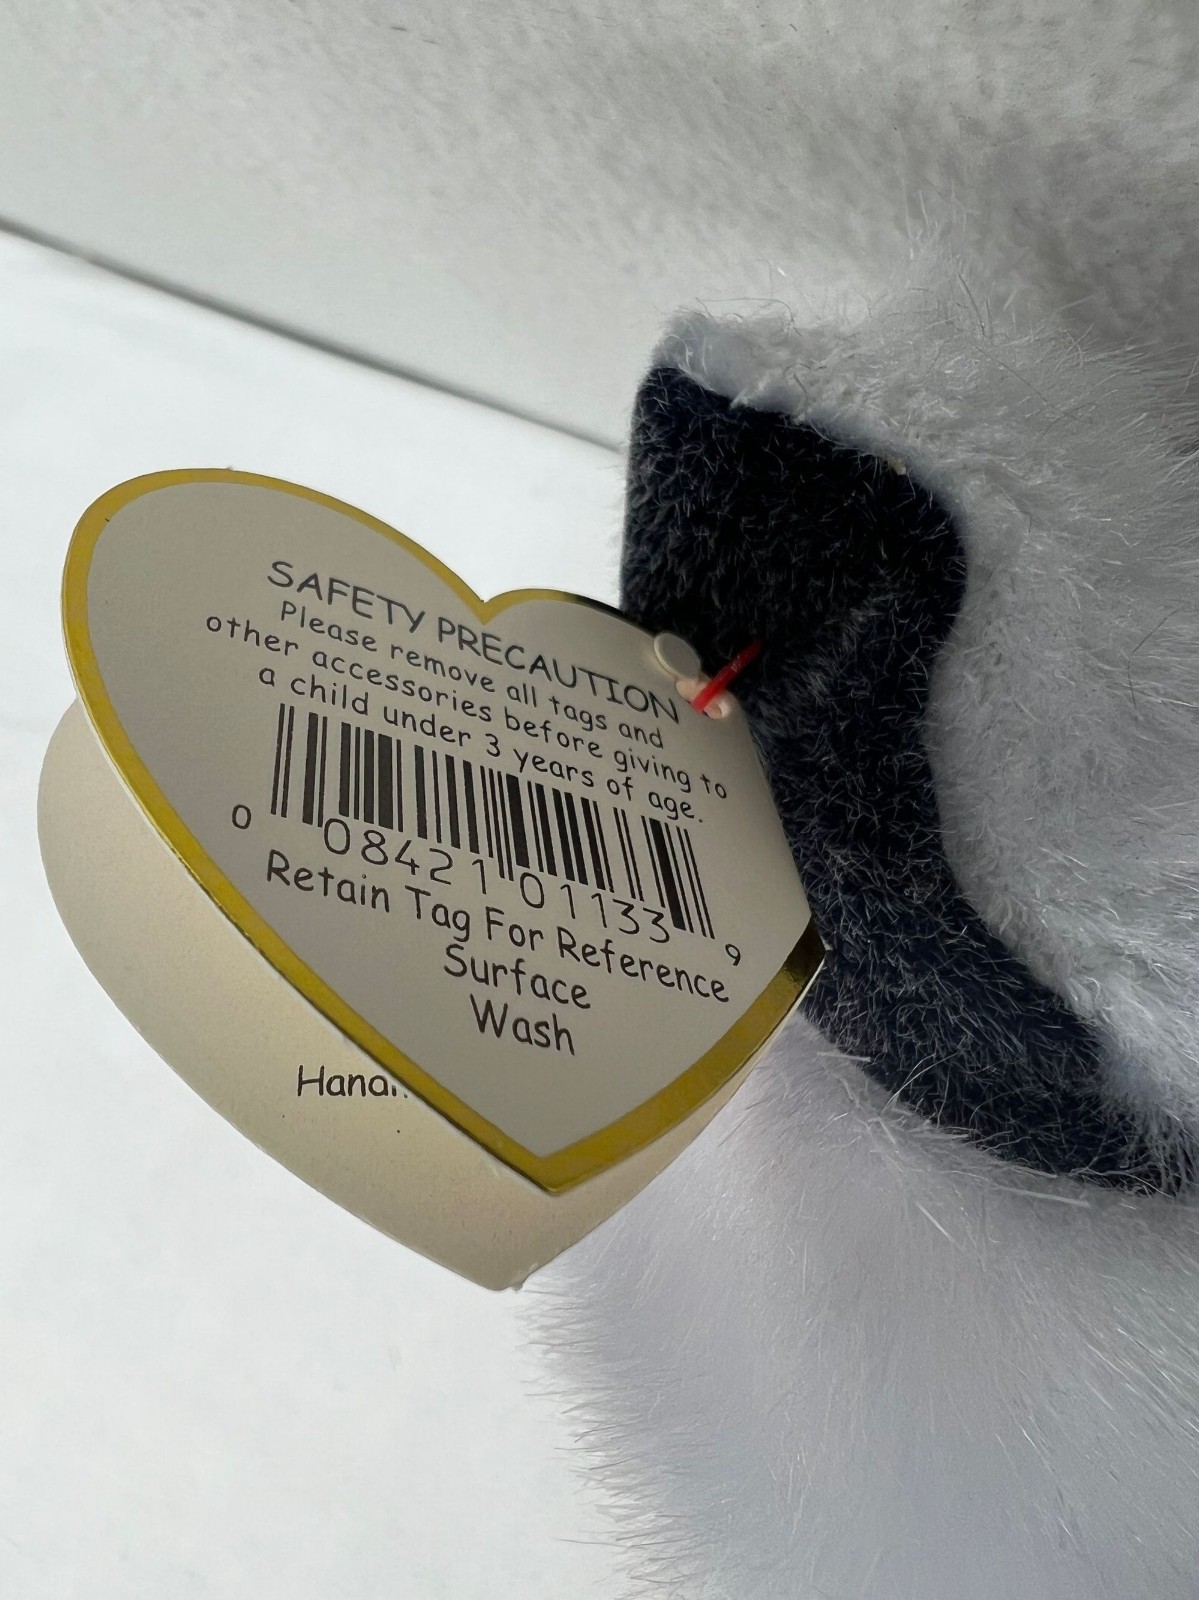 SAFETY PRECAUTION
Please remove all tags and
other accessories before giving to
a child under 3 years of age.
0 08421 01133 9
Retain Tag For Reference
Surface
Wash